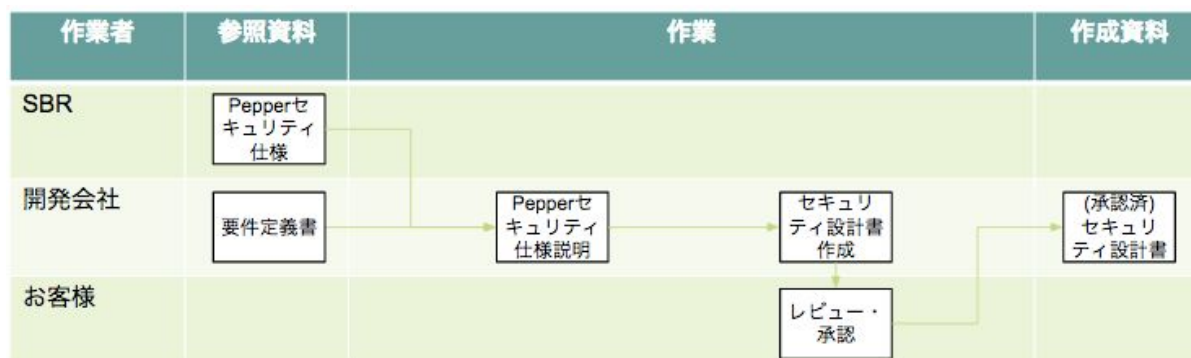 作業者 参照資料 作業 作成資料
SBR
Pepperセ
キュリティ
仕様
開発会社
要件定義書
Pepperセ
キュリティ
仕様説明
セキュリ
ティ設計書
作成
(承認済)
セキュリ
ティ設計書
お客様
レビュー・
承認